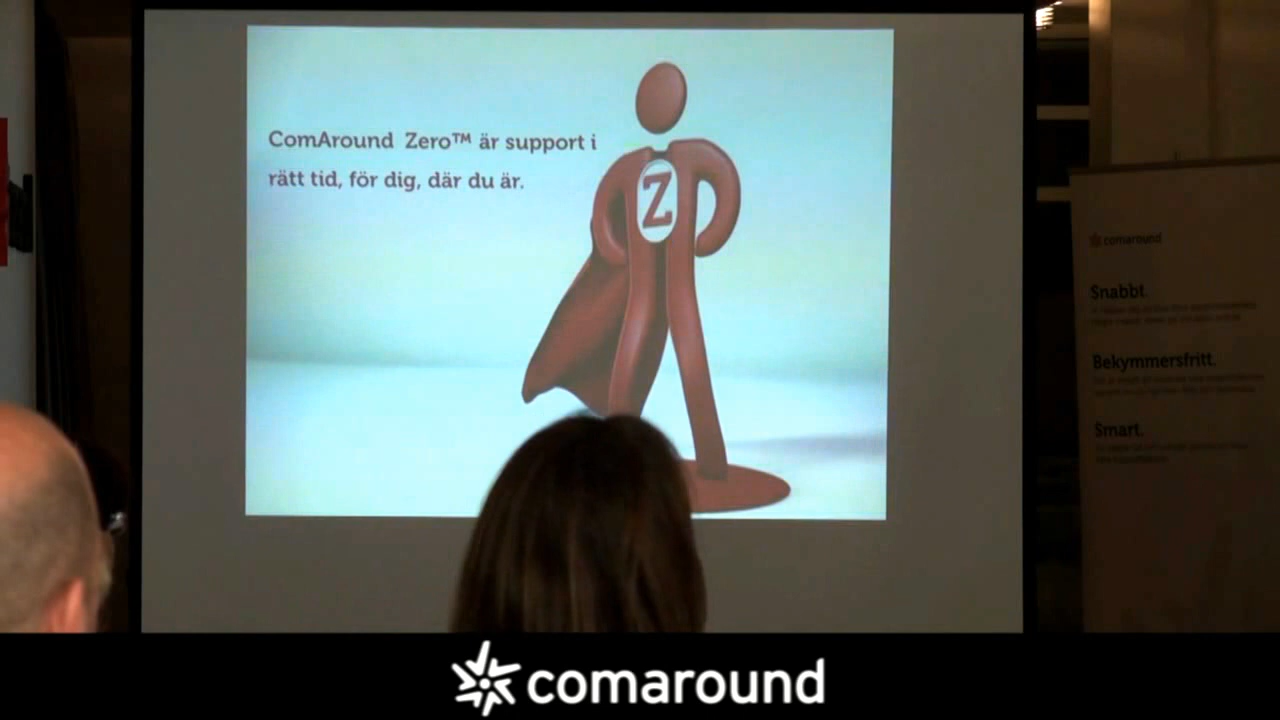 ComAround Zero™ är support i
rätt tid, för dig, där du är.
Z
comaround
Snabbt.
Bekymmersfritt.
Smart.
comaround